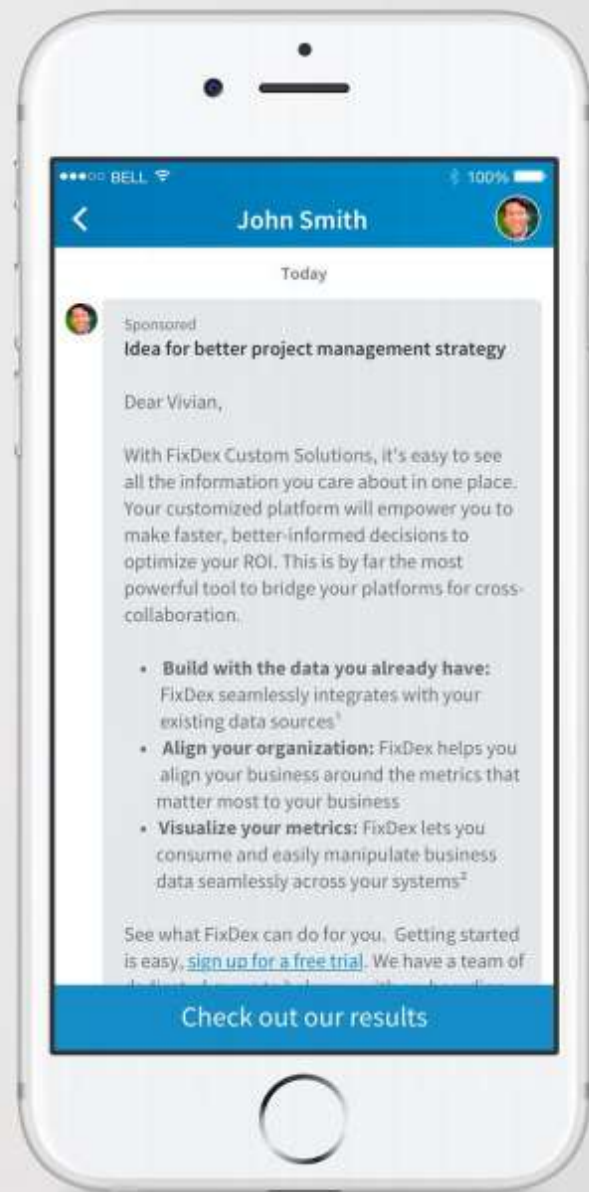 BELL 100%
John Smith
Today
Sponsored
Idea for better project management strategy
Dear Vivian,
With FixDex Custom Solutions, it's easy to see
all the information you care about in one place.
Your customized platform will empower you to
make faster, better-informed decisions to
optimize your ROI. This is by far the most
powerful tool to bridge your platforms for cross-
collaboration.
• Build with the data you already have:
FixDex seamlessly integrates with your
existing data sources¹
• Align your organization: FixDex helps you
align your business around the metrics that
matter most to your business
• Visualize your metrics: FixDex lets you
consume and easily manipulate business
data seamlessly across your systems²
See what FixDex can do for you. Getting started
is easy, sign up for a free trial. We have a team of
Check out our results